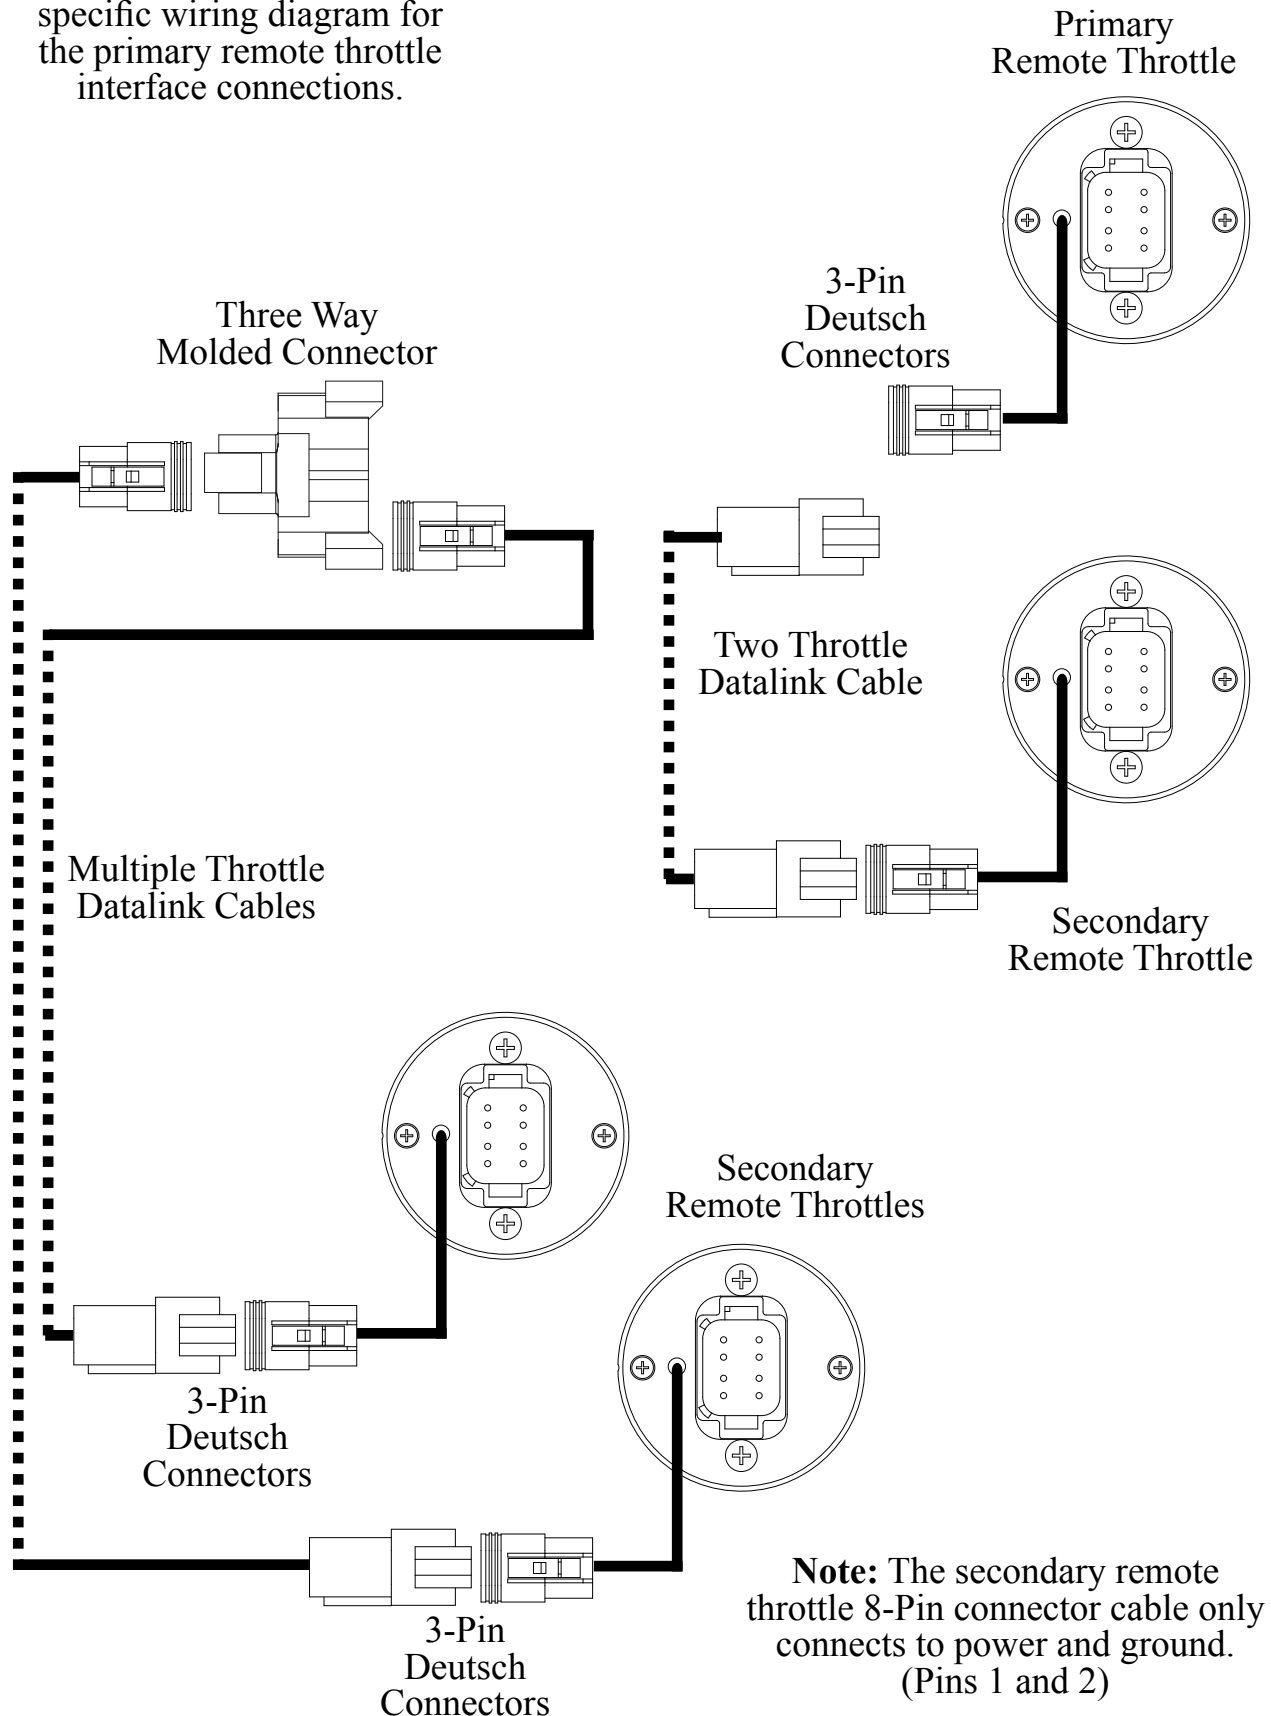 specific wiring diagram for
the primary remote throttle
interface connections.
Primary
Remote Throttle
3-Pin
Deutsch
Connectors
Three Way
Molded Connector
Two Throttle
Datalink Cable
Multiple Throttle
Datalink Cables
Secondary
Remote Throttle
Secondary
Remote Throttles
3-Pin
Deutsch
Connectors
3-Pin
Deutsch
Connectors
Note: The secondary remote
throttle 8-Pin connector cable only
connects to power and ground.
(Pins 1 and 2)